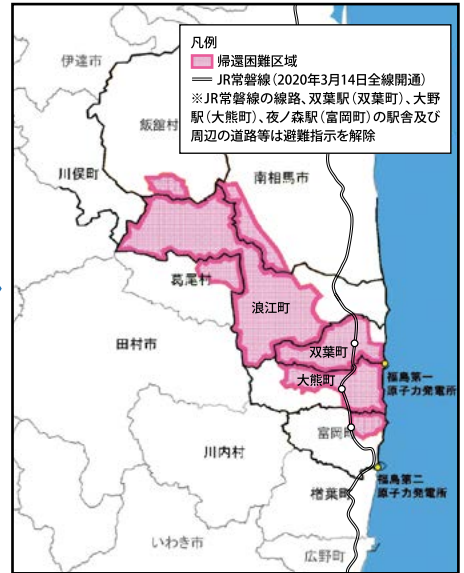 凡例
帰還困難区域
JR常磐線(2020年3月14日全線開通)
※JR常磐線の線路、双葉駅(双葉町)、大野
駅(大熊町)、夜ノ森駅(富岡町)の駅舎及び
周辺の道路等は避難指示を解除
伊達市
飯舘村
川俣町
南相馬市
葛尾村
浪江町
田村市
双葉町
大熊町
福島第一
原子力発電所
富岡町
川内村
福島第二
原子力発電所
楢葉町
いわき市
広野町